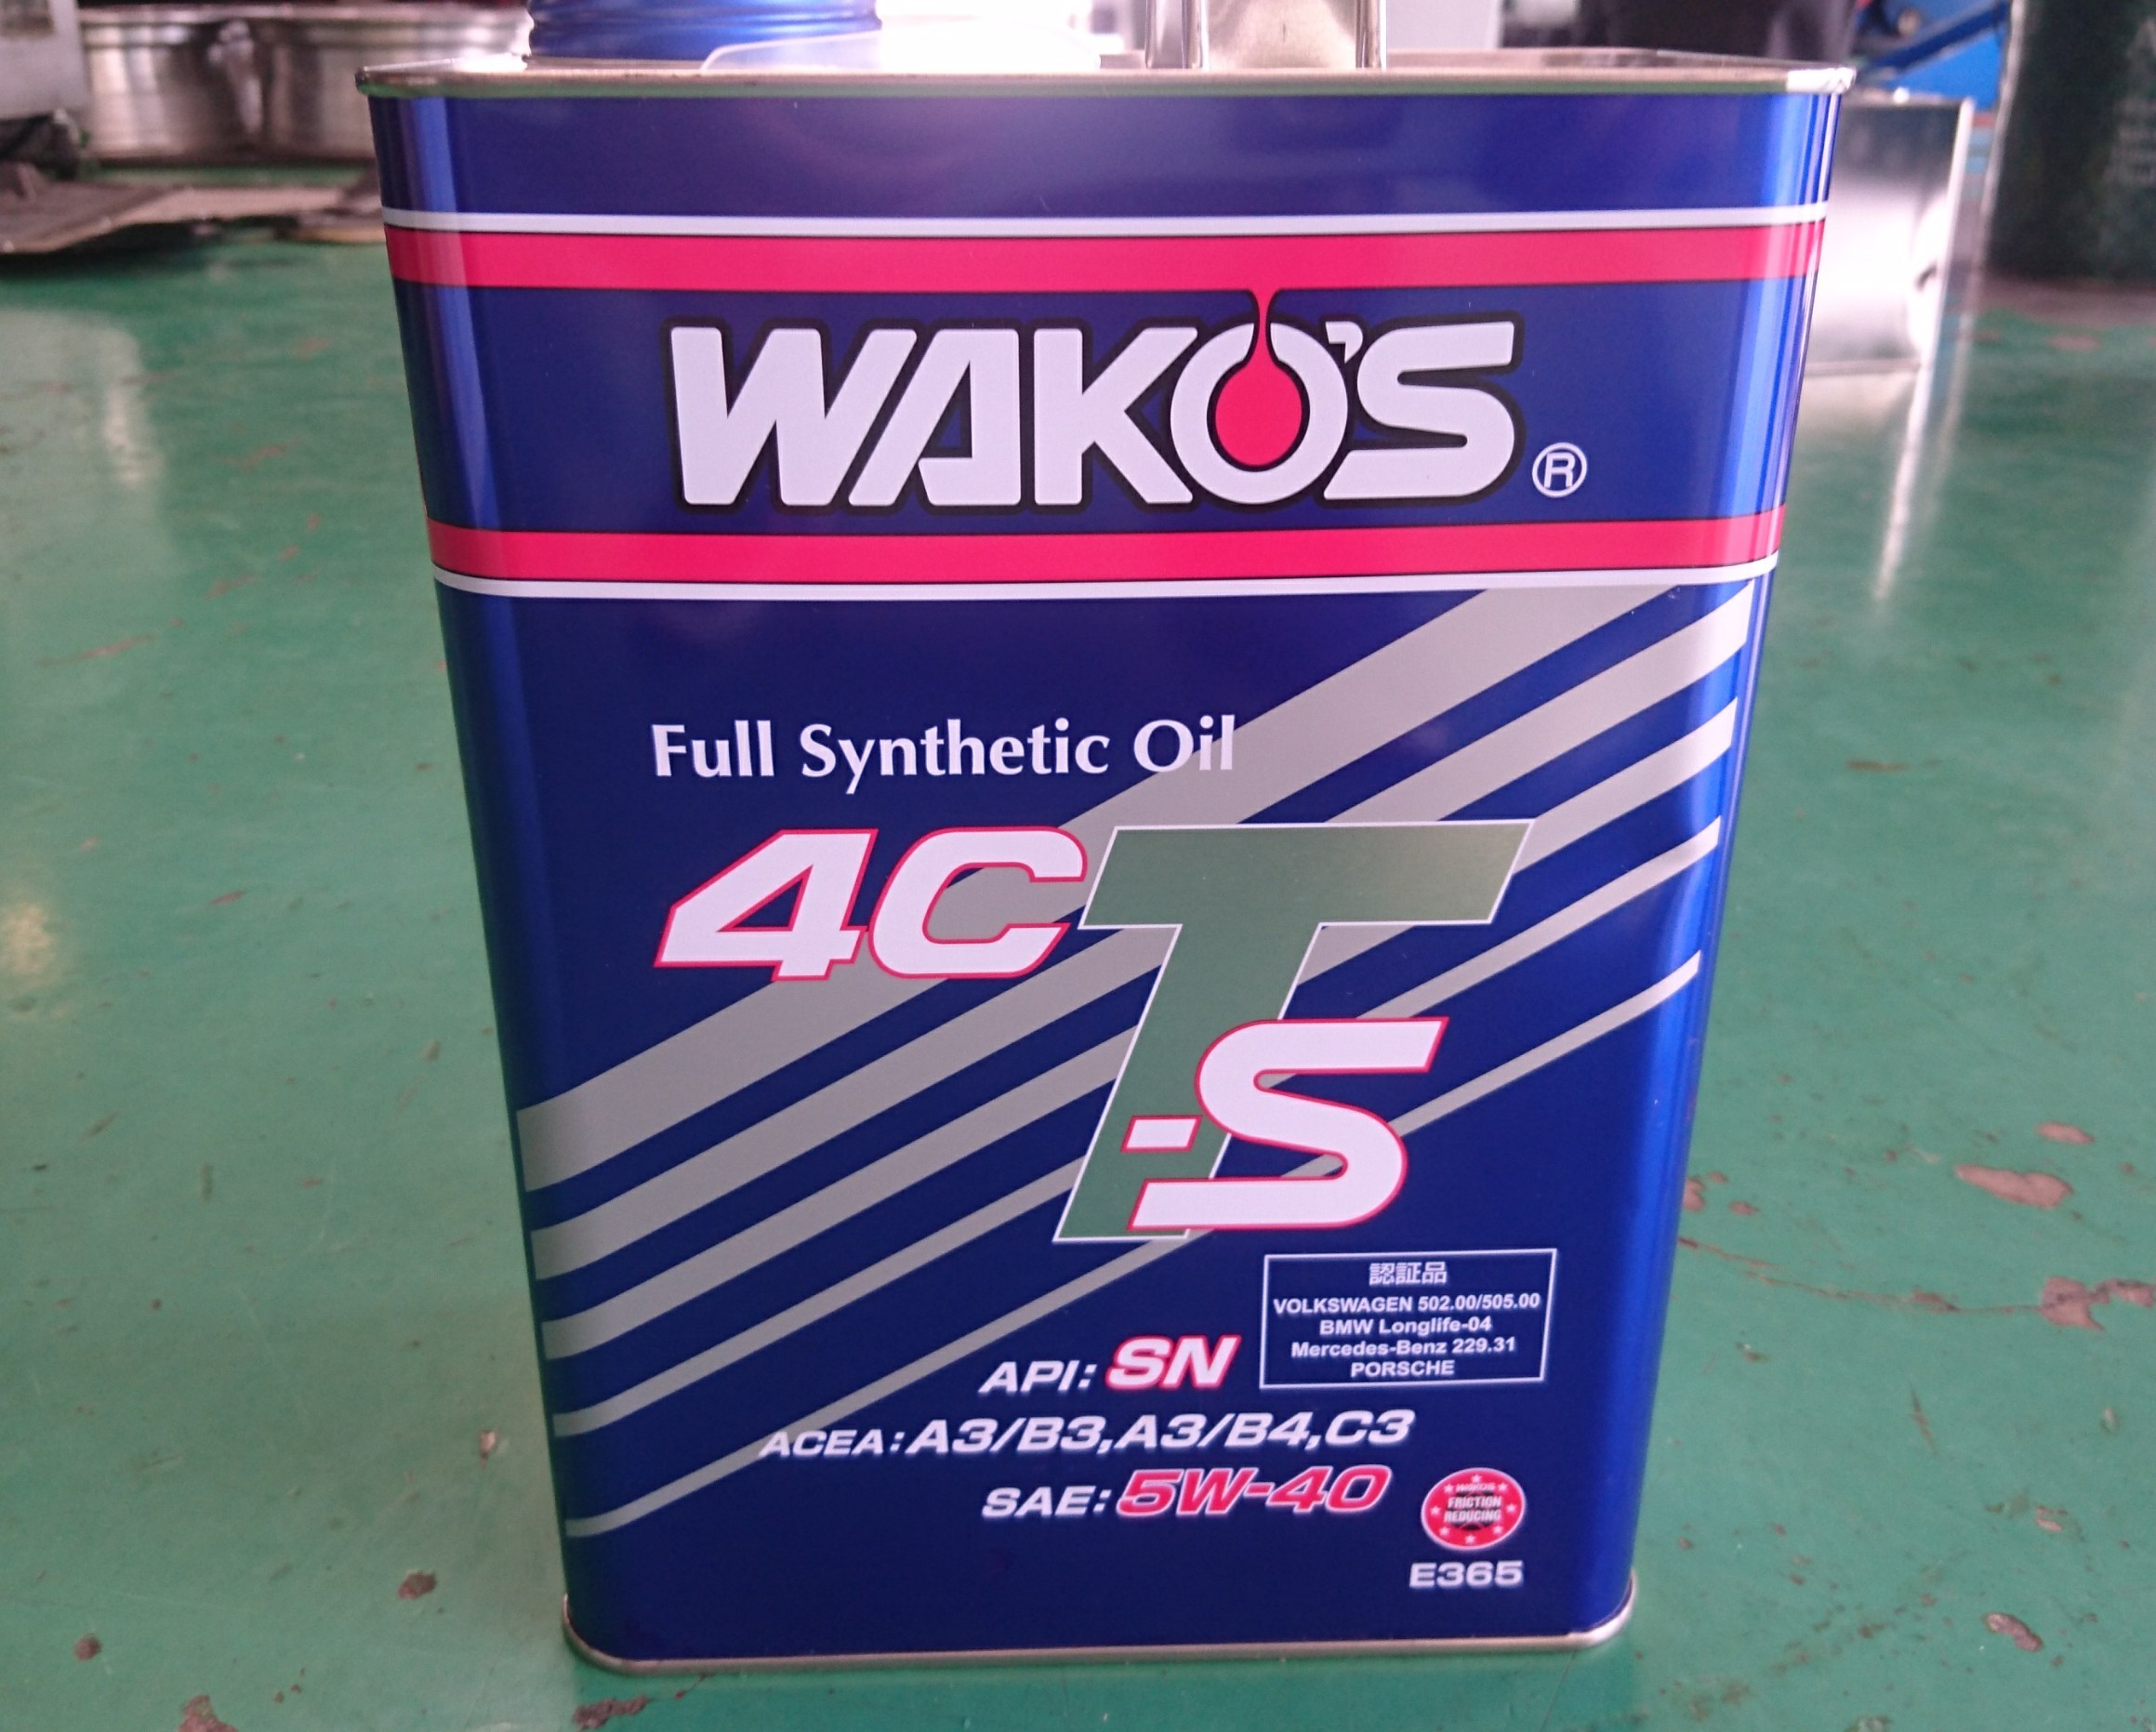 WAKO'S ®
Full Synthetic Oil
4CT-S
認証品
VOLKSWAGEN 502.00/505.00
BMW Longlife-04
Mercedes-Benz 229.31
PORSCHE
API: SN
ACEA: A3/B3,A3/B4,C3
SAE: 5W-40
WAKO'S
FRICTION
REDUCING
E365